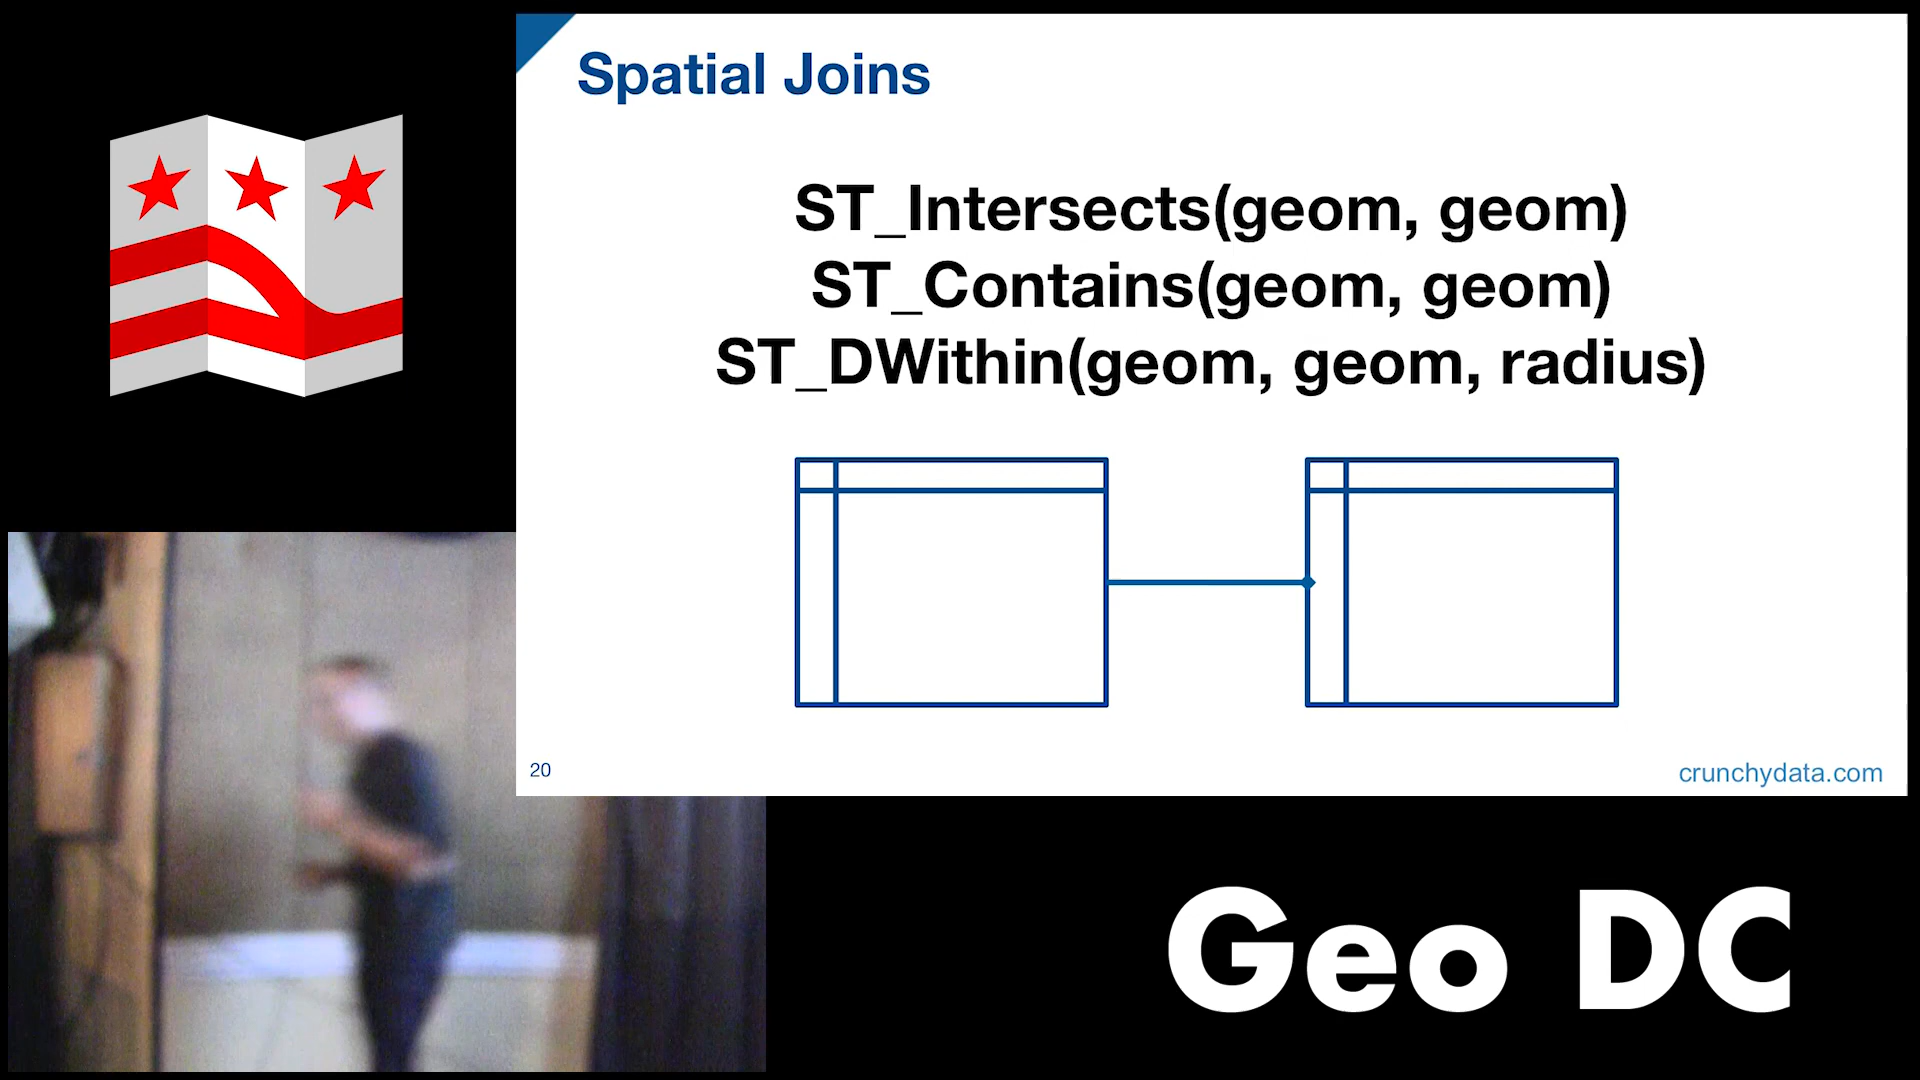 Spatial Joins
ST_Intersects(geom, geom)
ST_Contains(geom, geom)
ST_DWithin(geom, geom, radius)
20
crunchydata.com
Geo DC